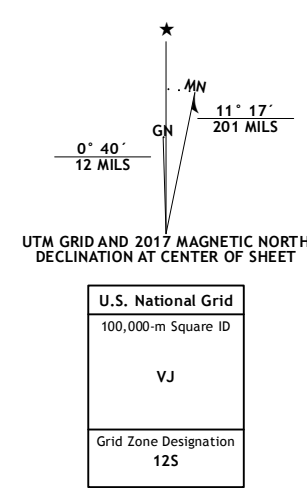 ★
MN
GN
11° 17´
201 MILS
0° 40´
12 MILS
UTM GRID AND 2017 MAGNETIC NORTH
DECLINATION AT CENTER OF SHEET
U.S. National Grid
100,000-m Square ID
VJ
Grid Zone Designation
12S